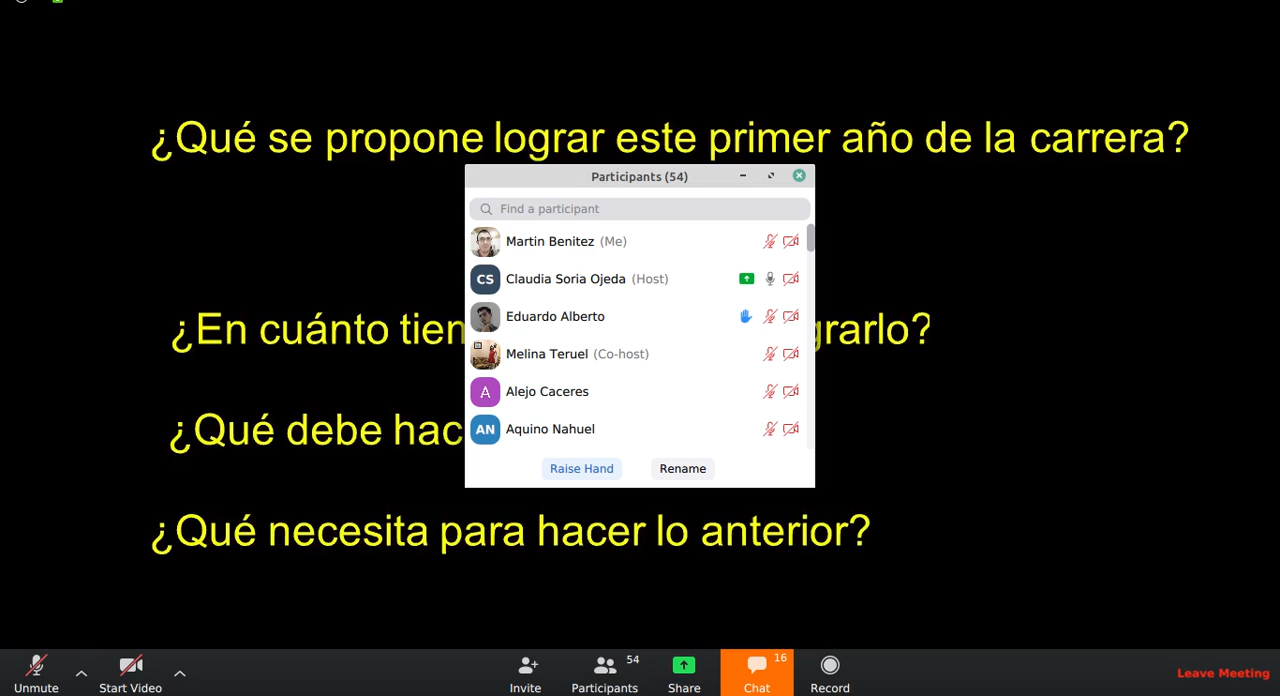 ¿Qué se propone lograr este primer año de la carrera?
Participants (54)
Find a participant
Martin Benitez (Me)
CS Claudia Soria Ojeda (Host)
¿En cuánto tien
Eduardo Alberto
grarlo?
Melina Teruel (Co-host)
A Alejo Caceres
¿Qué debe hac
AN Aquino Nahuel
Raise Hand Rename
¿Qué necesita para hacer lo anterior?
54 16
Unmute Start Video Invite Participants Share Chat Record Leave Meeting